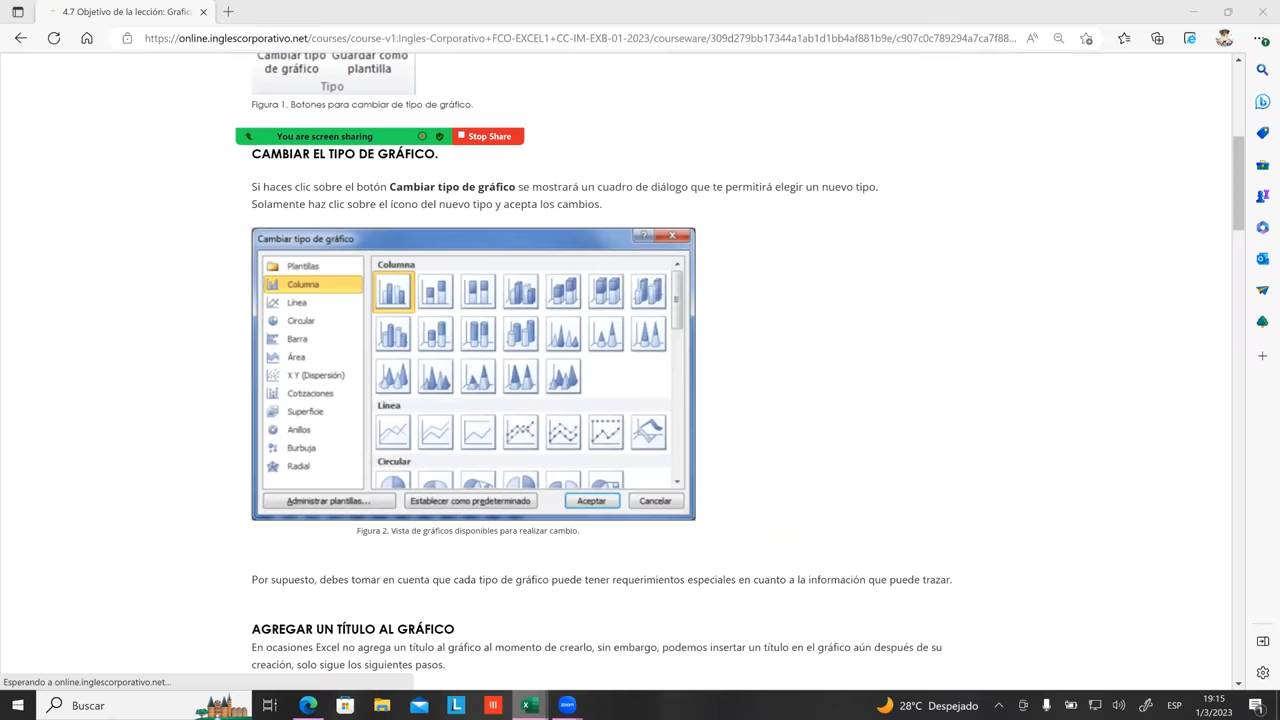 4.7 Objetivo de la lección: Grafic
https://online.inglescorporativo.net/courses/course-v1:Ingles-Corporativo+FCO-EXCEL1+CC-IM-EXB-01-2023/courseware/309d279bb17344a1ab1d1bb4af881b9e/c907c0c789294a7ca7f88...
Cambiar tipo Guardar como
de gráfico plantilla
Tipo
Figura 1. Botones para cambiar de tipo de gráfico.
You are screen sharing Stop Share
CAMBIAR EL TIPO DE GRÁFICO.
Si haces clic sobre el botón Cambiar tipo de gráfico se mostrará un cuadro de diálogo que te permitirá elegir un nuevo tipo.
Solamente haz clic sobre el ícono del nuevo tipo y acepta los cambios.
Cambiar tipo de gráfico
Plantillas
Columna
Línea
Circular
Barra
Área
X Y (Dispersión)
Cotizaciones
Superficie
Anillos
Burbuja
Radial
Columna
Línea
Circular
Administrar plantillas... Establecer como predeterminado Aceptar Cancelar
Figura 2. Vista de gráficos disponibles para realizar cambio.
Por supuesto, debes tomar en cuenta que cada tipo de gráfico puede tener requerimientos especiales en cuanto a la información que puede trazar.
AGREGAR UN TÍTULO AL GRÁFICO
En ocasiones Excel no agrega un título al gráfico al momento de crearlo, sin embargo, podemos insertar un título en el gráfico aún después de su
creación, solo sigue los siguientes pasos.
Esperando a online.inglescorporativo.net...
Buscar
zoom
28°C Despejado
ESP
19:15
1/3/2023